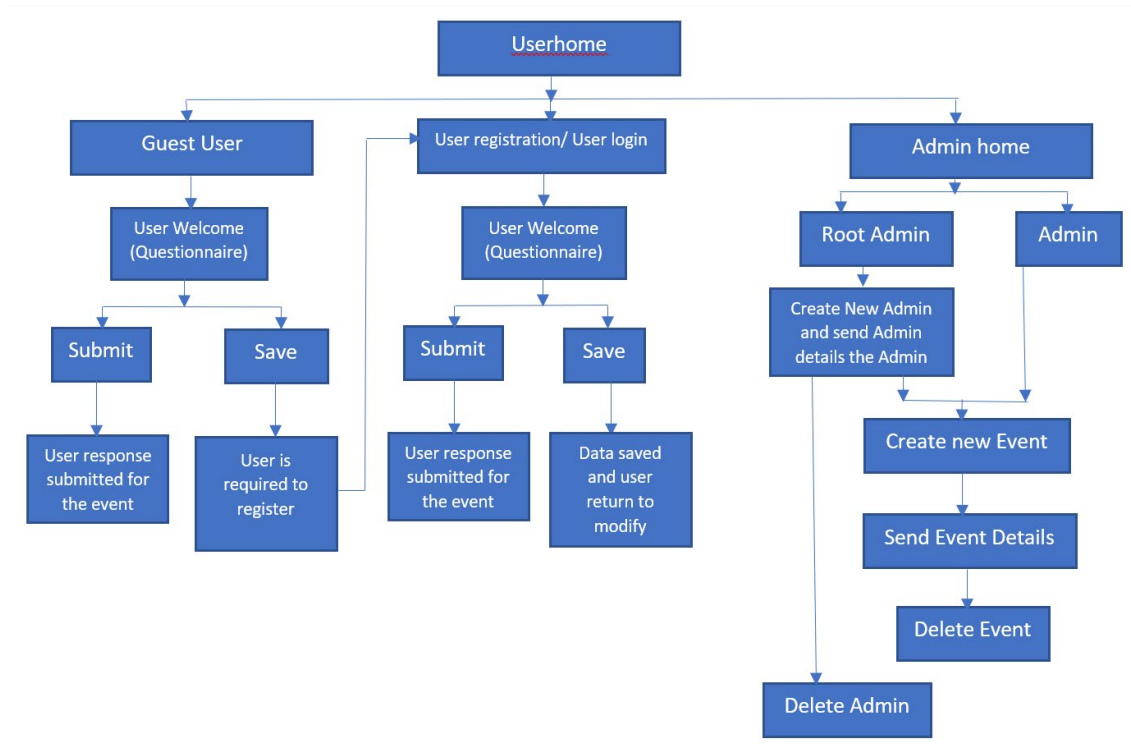 Userhome
Guest User
User registration/ User login
Admin home
User Welcome
(Questionnaire)
User Welcome
(Questionnaire)
Root Admin
Admin
Submit
Save
Submit
Save
Create New Admin
and send Admin
details the Admin
User response
submitted for
the event
User is
required to
register
User response
submitted for
the event
Data saved
and user
return to
modify
Create new Event
Send Event Details
Delete Event
Delete Admin